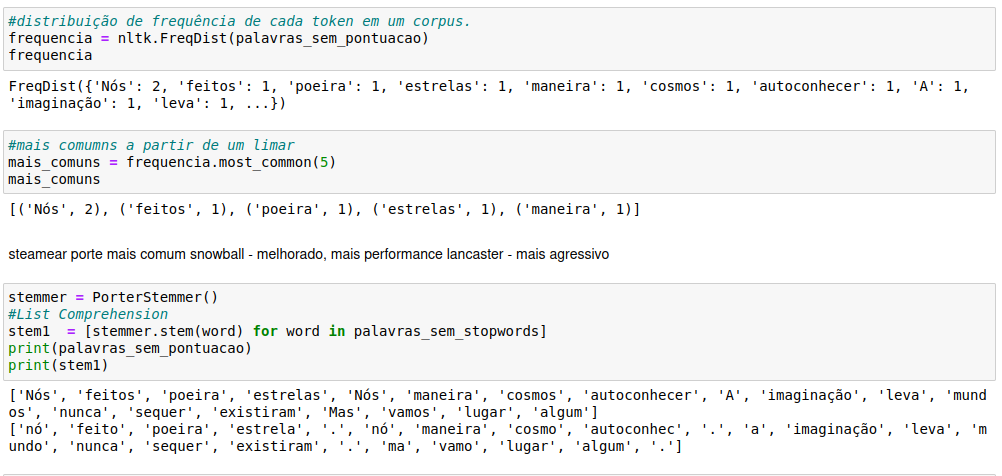 #distribuição de frequência de cada token em um corpus.
frequencia = nltk.FreqDist(palavras_sem_pontuacao)
frequencia
FreqDist({'Nós': 2, 'feitos': 1, 'poeira': 1, 'estrelas': 1, 'maneira': 1, 'cosmos': 1, 'autoconhecer': 1, 'A': 1,
'imaginação': 1, 'leva': 1, ...})
#mais comumns a partir de um limar
mais_comuns = frequencia.most_common(5)
mais_comuns
[('Nós', 2), ('feitos', 1), ('poeira', 1), ('estrelas', 1), ('maneira', 1)]
steamear porte mais comum snowball - melhorado, mais performance lancaster - mais agressivo
stemmer = PorterStemmer()
#List Comprehension
stem1  = [stemmer.stem(word) for word in palavras_sem_stopwords]
print(palavras_sem_pontuacao)
print(stem1)
['Nós', 'feitos', 'poeira', 'estrelas', 'Nós', 'maneira', 'cosmos', 'autoconhecer', 'A', 'imaginação', 'leva', 'mund
os', 'nunca', 'sequer', 'existiram', 'Mas', 'vamos', 'lugar', 'algum']
['nó', 'feito', 'poeira', 'estrela', '.', 'nó', 'maneira', 'cosmo', 'autoconhec', '.', 'a', 'imaginação', 'leva', 'm
undo', 'nunca', 'sequer', 'existiram', '.', 'ma', 'vamo', 'lugar', 'algum', '.']